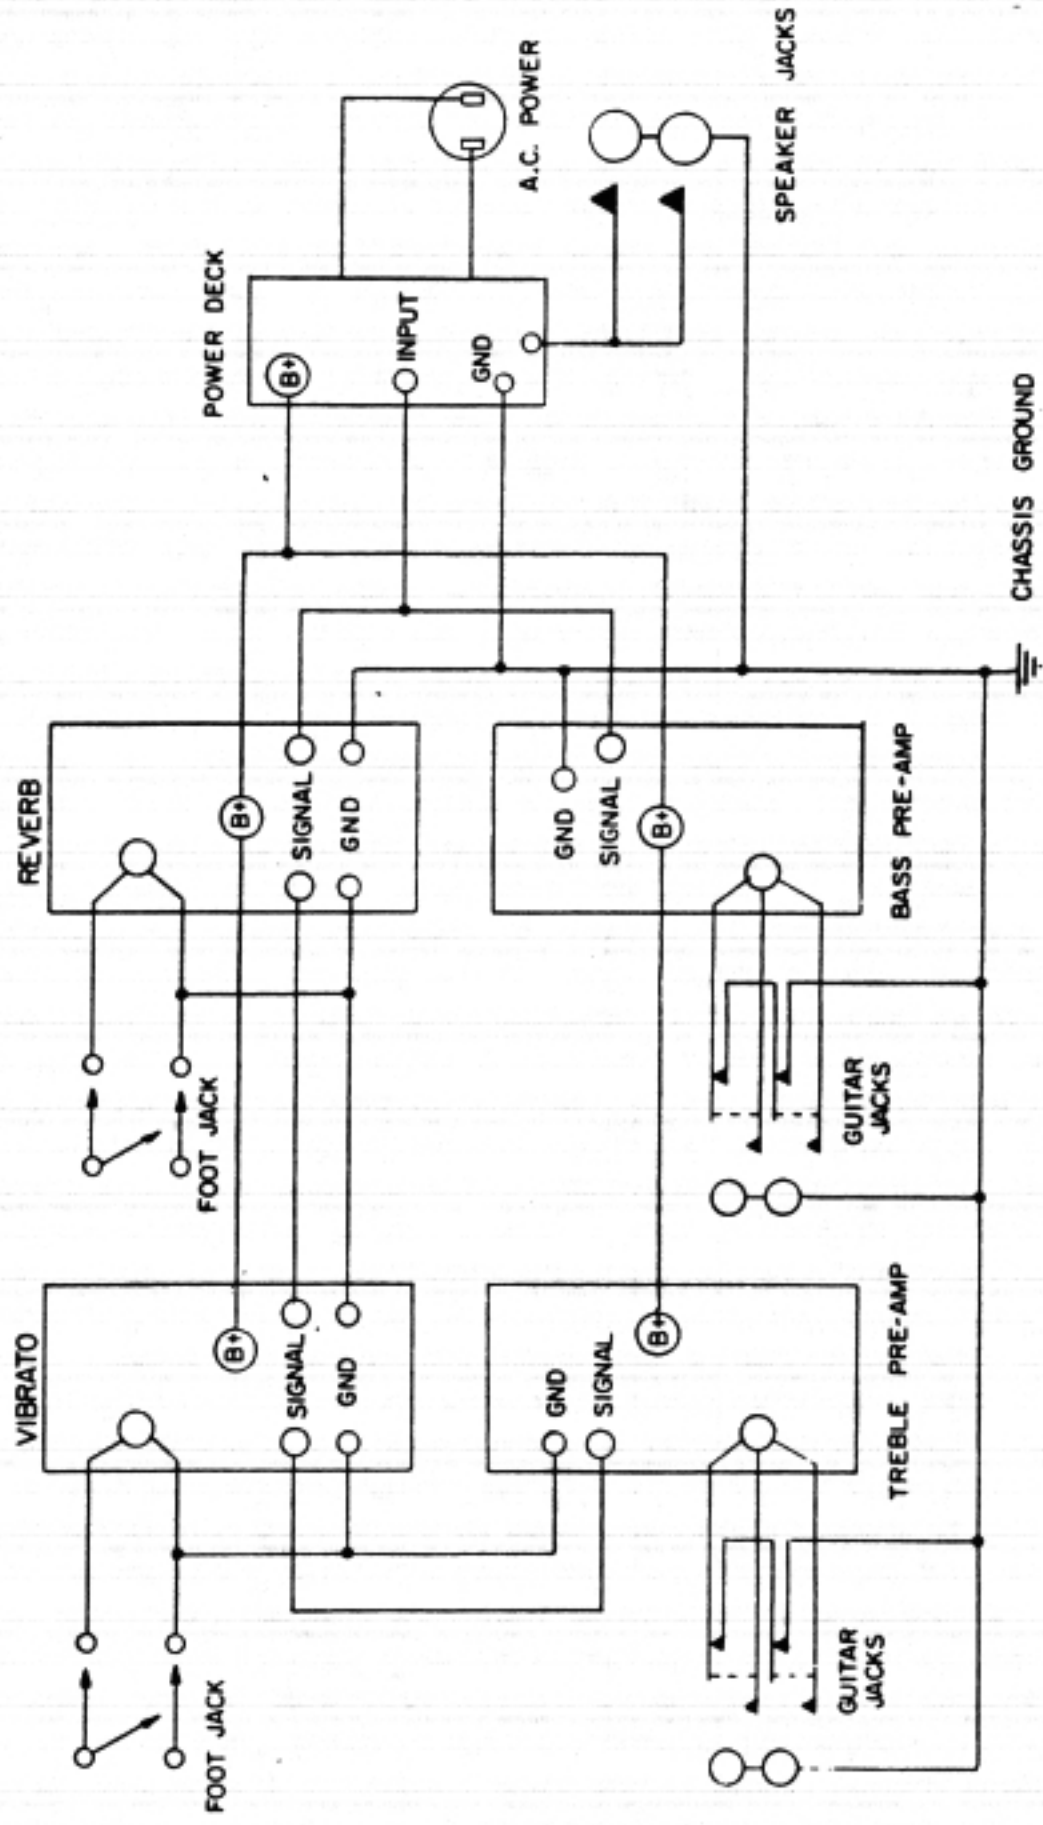 VIBRATO
REVERB
POWER DECK
FOOT JACK
FOOT JACK
B+
SIGNAL
GND
B+
SIGNAL
GND
B+
INPUT
GND
A.C. POWER
GND
SIGNAL
B+
GND
SIGNAL
B+
SPEAKER JACKS
GUITAR
JACKS
TREBLE PRE-AMP
GUITAR
JACKS
BASS PRE-AMP
CHASSIS GROUND